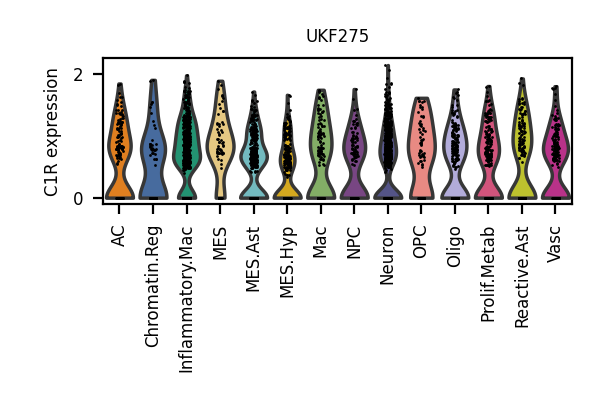 UKF275
C1R expression
2
0
AC
Chromatin.Reg
Inflammatory.Mac
MES
MES.Ast
MES.Hyp
Mac
NPC
Neuron
OPC
Oligo
Prolif.Metab
Reactive.Ast
Vasc